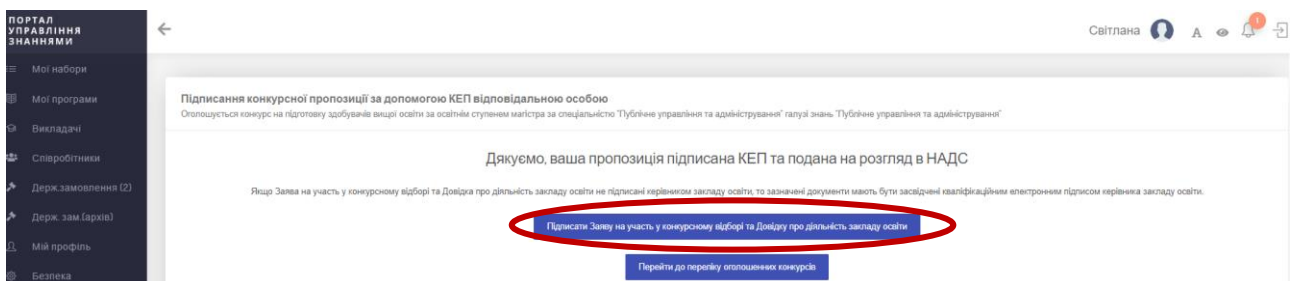 ПОРТАЛ
УПРАВЛІННЯ
ЗНАННЯМИ
Світлана
A
1
Мої набори
Мої програми
Викладачі
Співробітники
Держ.замовлення (2)
Держ. зам.(архів)
Мій профіль
Безпека
Підписання конкурсної пропозиції за допомогою КЕП відповідальною особою
Оголошується конкурс на підготовку здобувачів вищої освіти за освітнім ступенем магістра за спеціальністю "Публічне управління та адміністрування" галузі знань "Публічне управління та адміністрування"
Дякуємо, ваша пропозиція підписана КЕП та подана на розгляд в НАДС
Якщо Заява на участь у конкурсному відборі та Довідка про діяльність закладу освіти не підписані керівником закладу освіти, то зазначені документи мають бути засвідчені кваліфікаційним електронним підписом керівника закладу освіти.
Підписати Заяву на участь у конкурсному відборі та Довідку про діяльність закладу освіти
Перейти до переліку оголошенних конкурсів